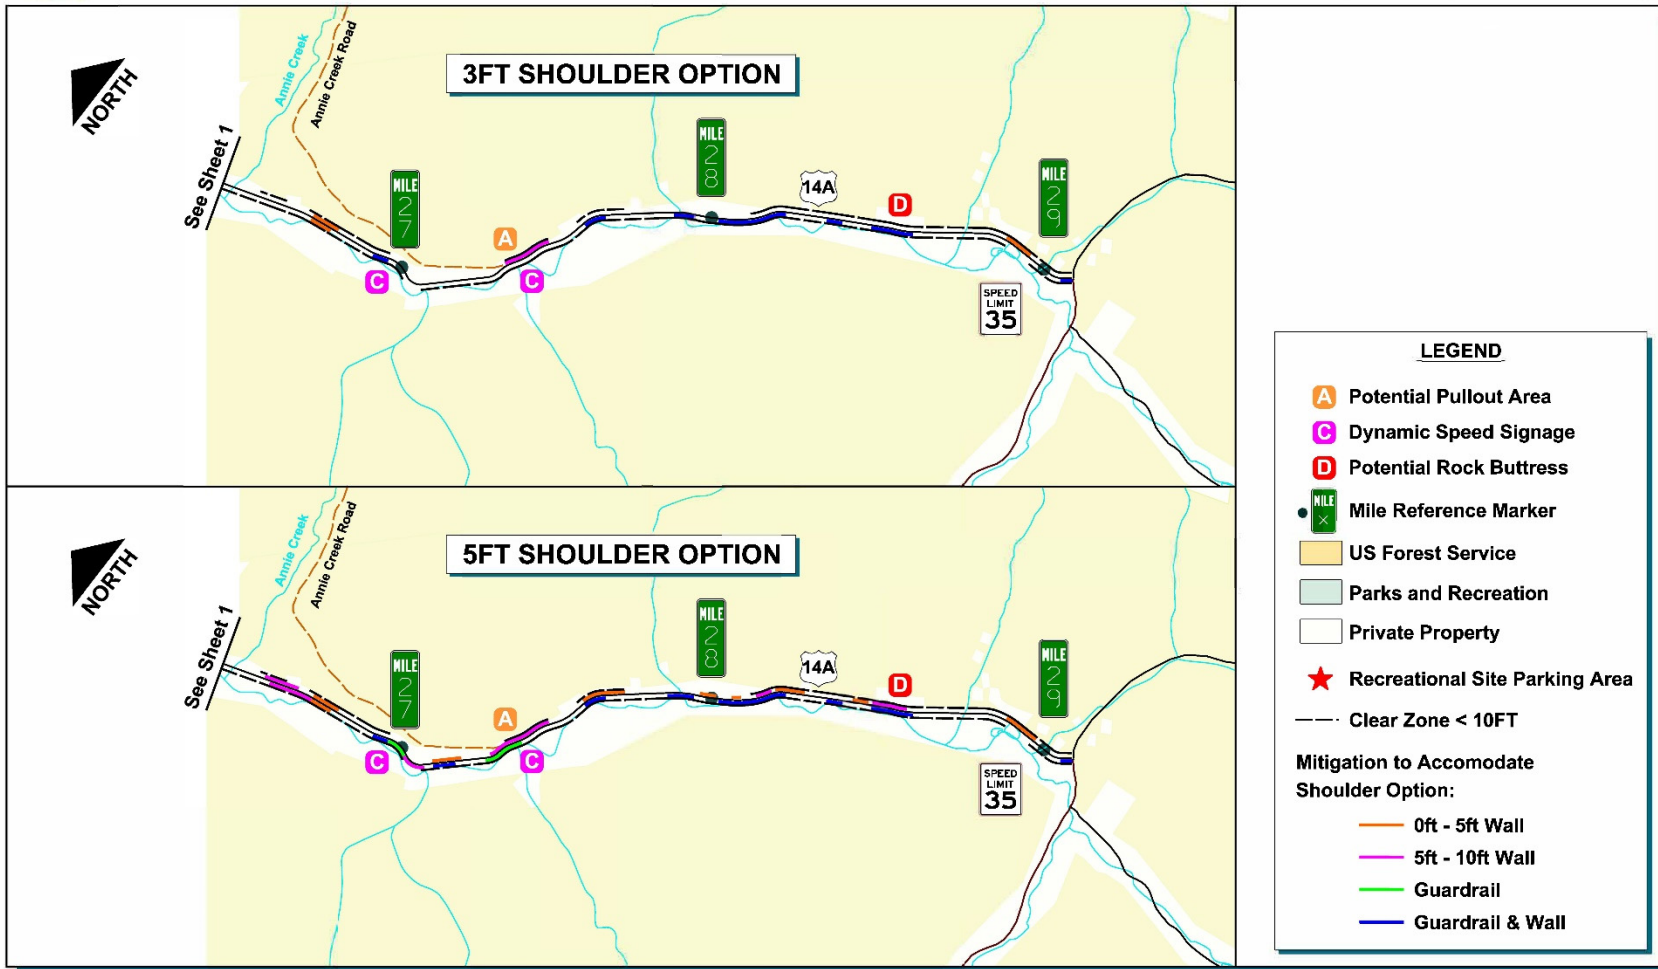 3FT SHOULDER OPTION
NORTH
Annie Creek
Annie Creek Road
See Sheet 1
MILE
27
MILE
28
14A
MILE
29
A
C
C
D
SPEED
LIMIT
35
5FT SHOULDER OPTION
NORTH
Annie Creek
Annie Creek Road
See Sheet 1
MILE
27
MILE
28
14A
MILE
29
A
C
C
D
SPEED
LIMIT
35
LEGEND
A Potential Pullout Area
C Dynamic Speed Signage
D Potential Rock Buttress
MILE
X
Mile Reference Marker
US Forest Service
Parks and Recreation
Private Property
Recreational Site Parking Area
Clear Zone < 10FT
Mitigation to Accomodate
Shoulder Option:
0ft - 5ft Wall
5ft - 10ft Wall
Guardrail
Guardrail & Wall